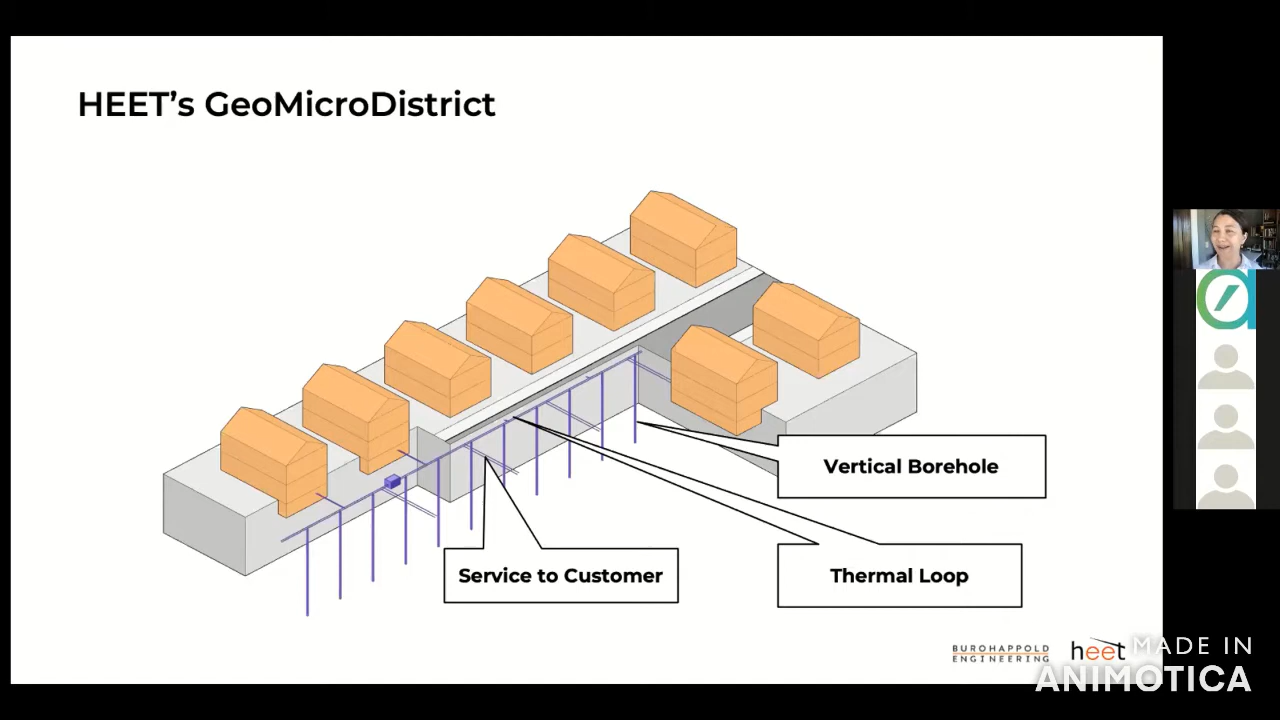 HEET’s GeoMicroDistrict
Vertical Borehole
Service to Customer
Thermal Loop
BUROHAPPOLD
ENGINEERING
heet
MADE IN
ANIMOTICA